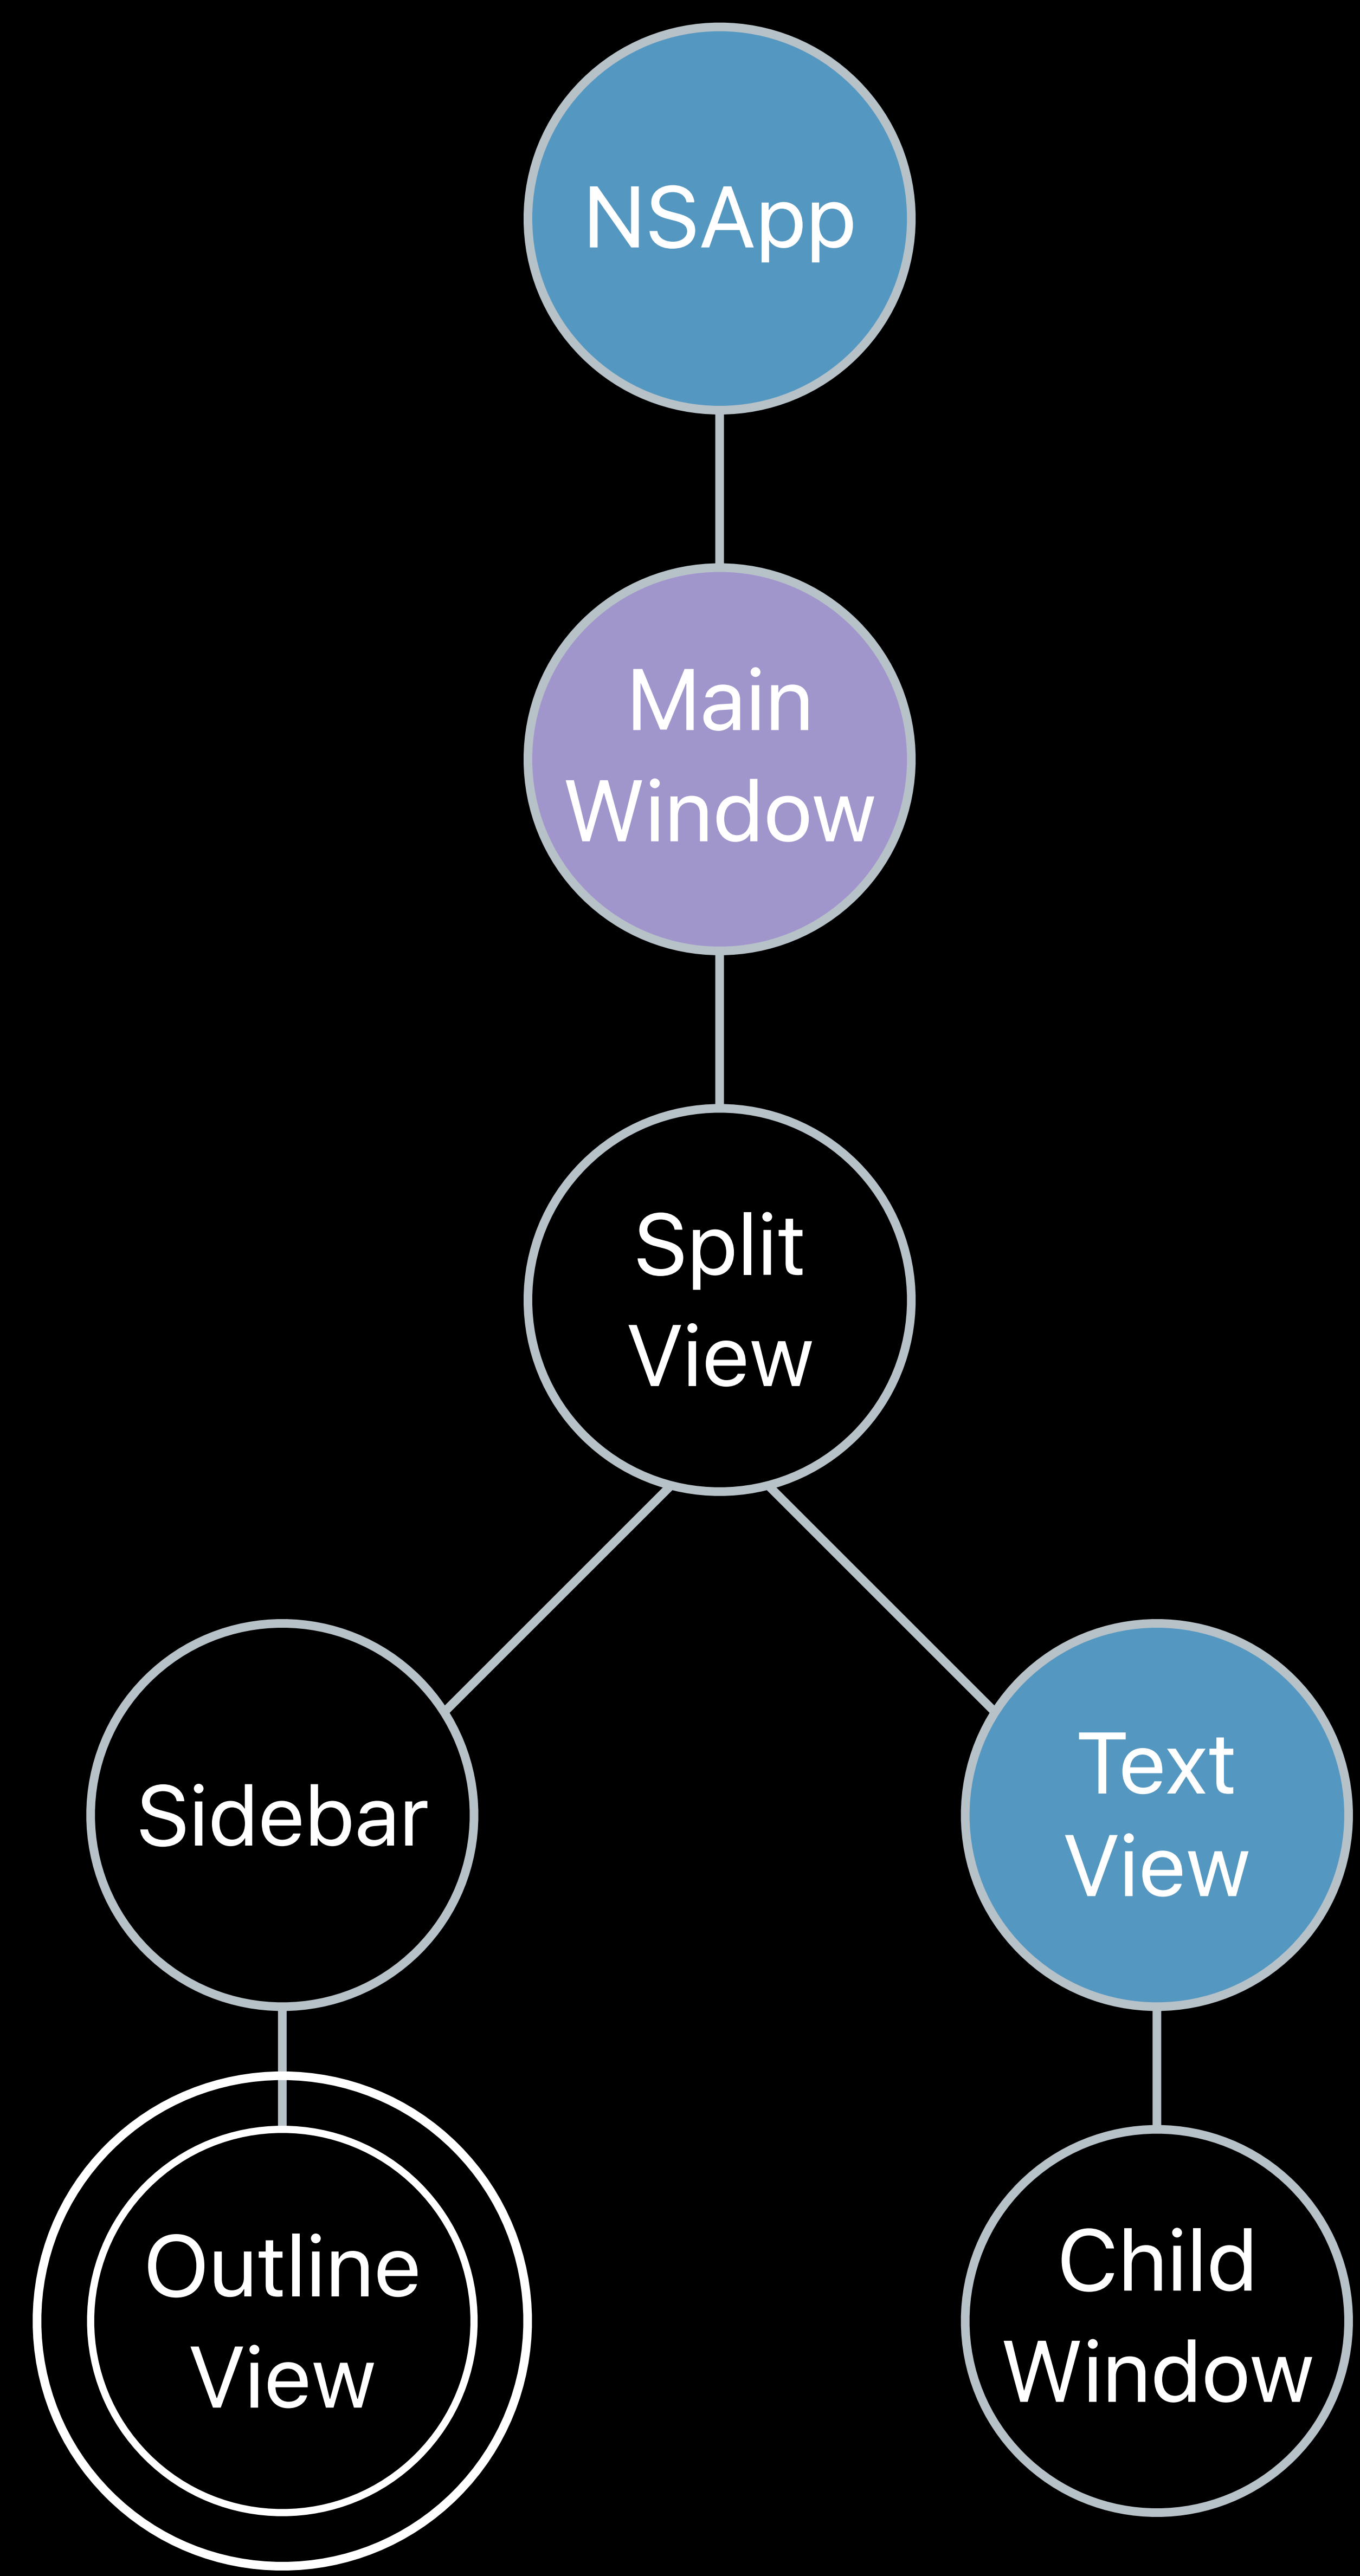 NSApp
Main
Window
Split
View
Sidebar
Text
View
Outline
View
Child
Window